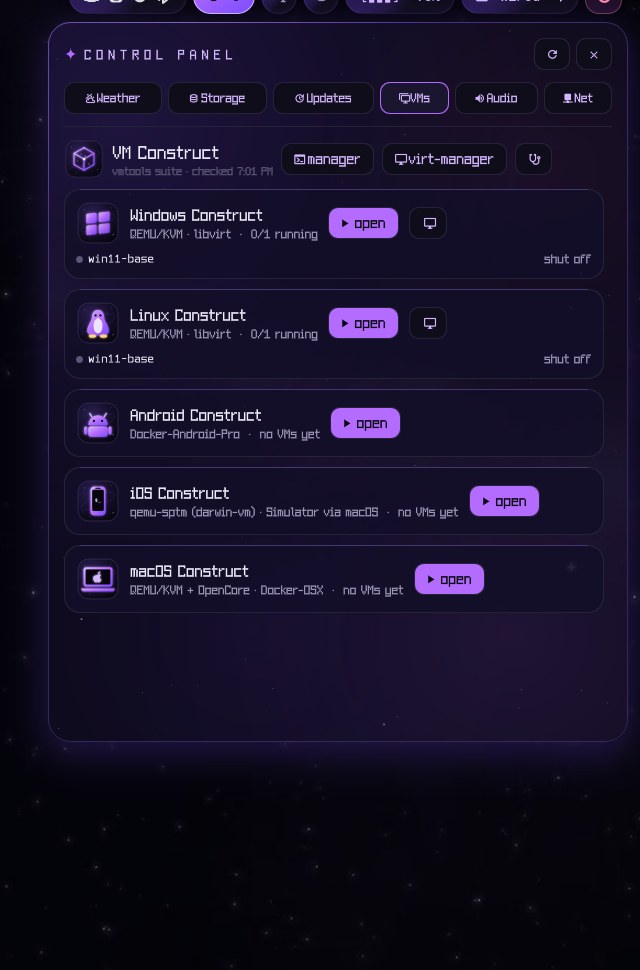 CONTROL PANEL
Weather Storage Updates VMs Audio Net
VM Construct
vmtools suite · checked 7:01 PM
manager virt-manager
Windows Construct
QEMU/KVM · libvirt · 0/1 running
open
win11-base shut off
Linux Construct
QEMU/KVM · libvirt · 0/1 running
open
win11-base shut off
Android Construct
Docker-Android-Pro · no VMs yet
open
iOS Construct
qemu-sptm (darwin-vm) · Simulator via macOS · no VMs yet
open
macOS Construct
QEMU/KVM + OpenCore · Docker-OSX · no VMs yet
open